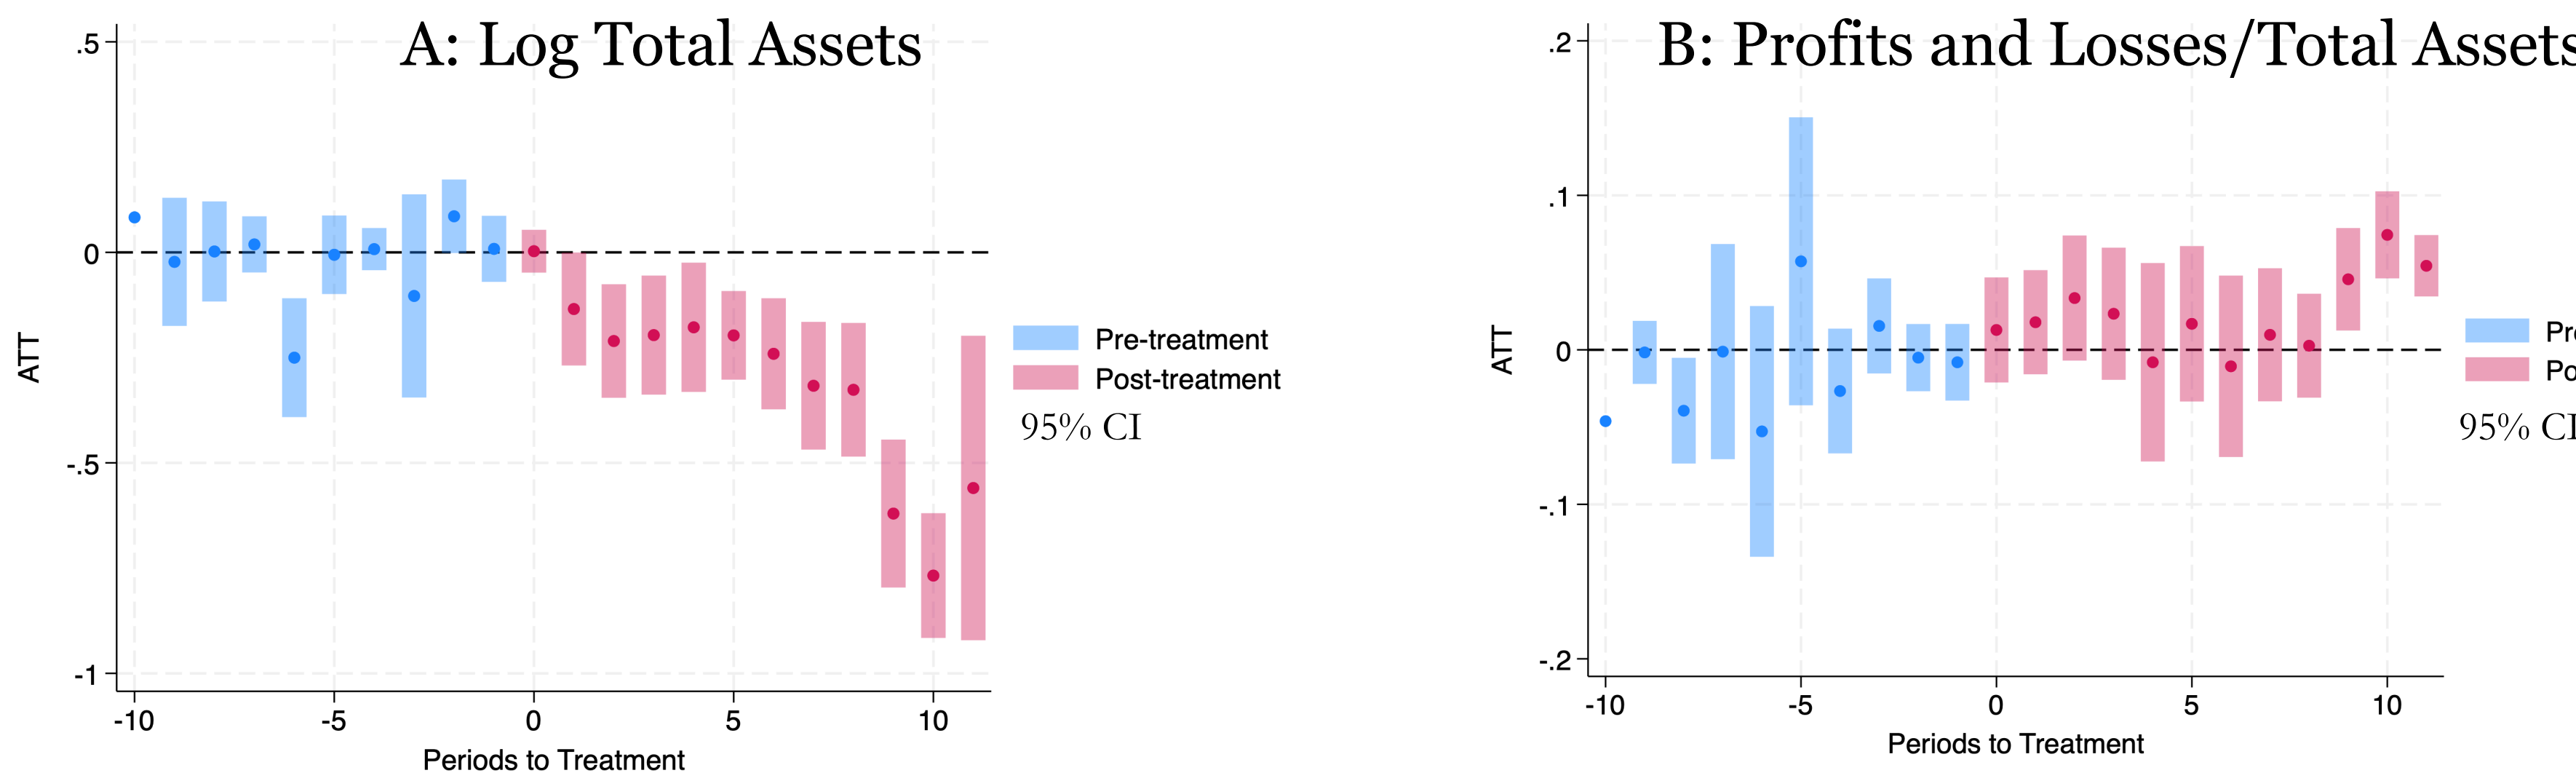 A: Log Total Assets
.5
0
-.5
-1
ATT
-10 -5 0 5 10
Periods to Treatment
Pre-treatment
Post-treatment
95% CI
B: Profits and Losses/Total Assets
.2
.1
0
-.1
-.2
ATT
-10 -5 0 5 10
Periods to Treatment
95% CI